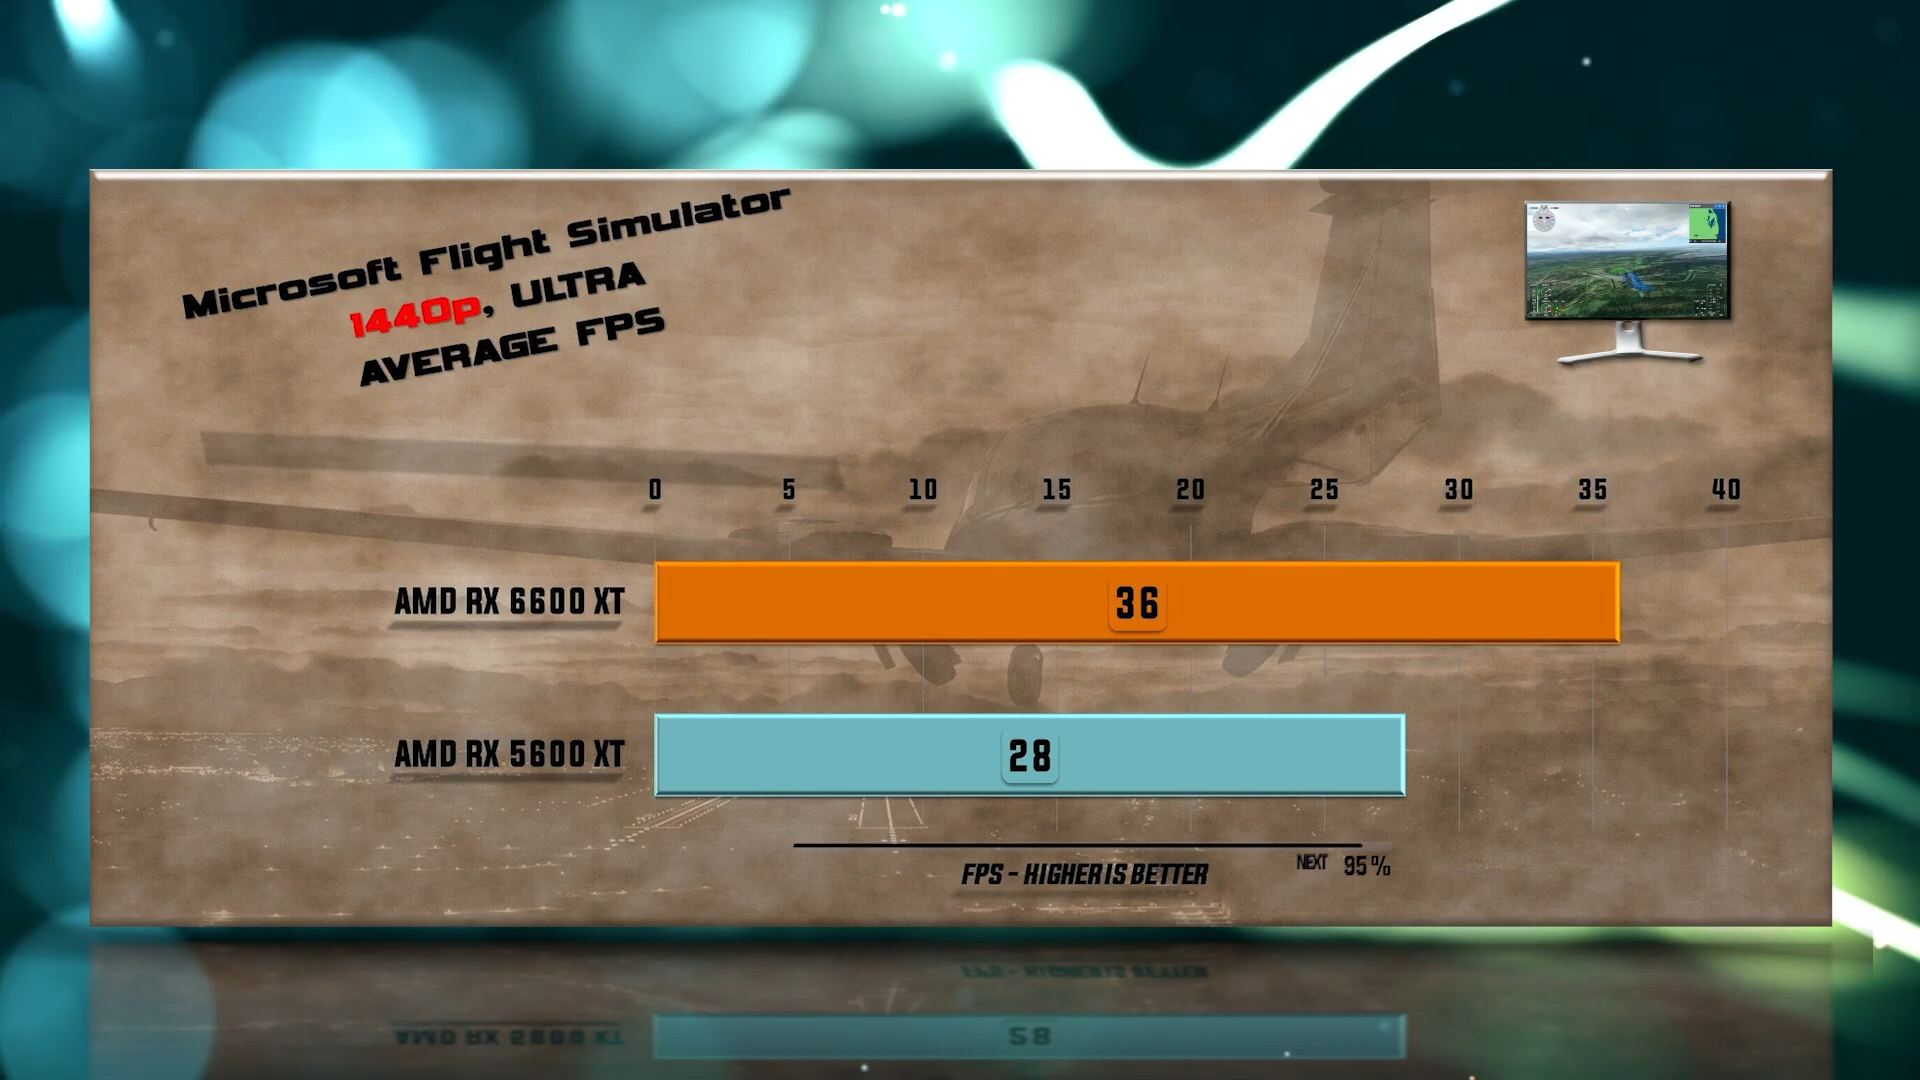 Microsoft Flight Simulator
1440p, ULTRA
AVERAGE FPS
0 5 10 15 20 25 30 35 40
AMD RX 6600 XT 36
AMD RX 5600 XT 28
FPS - HIGHER IS BETTER
NEXT 95%